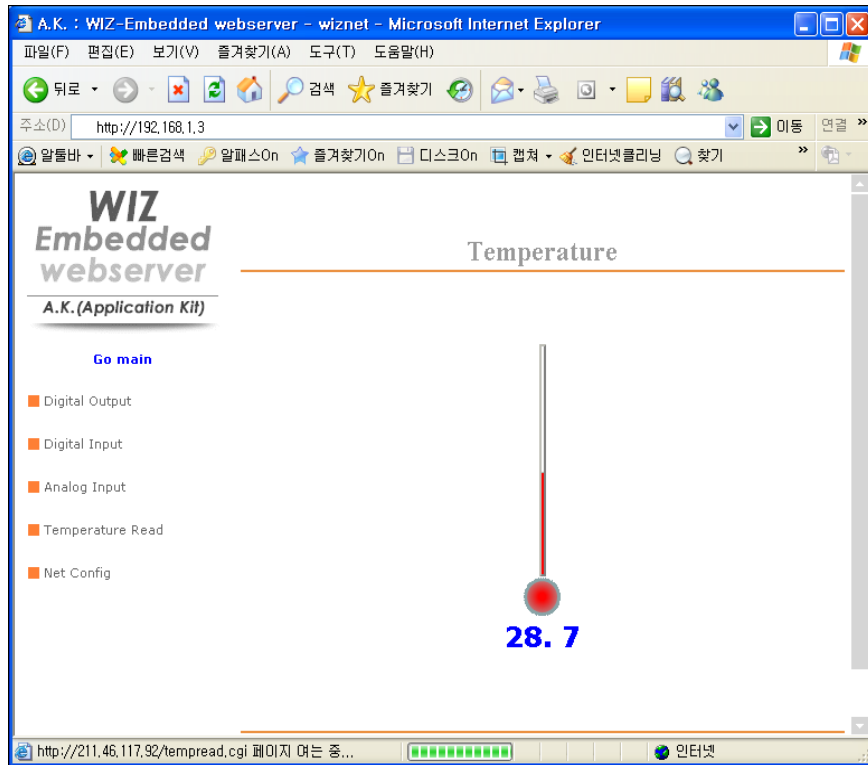 A.K. : WIZ-Embedded webserver - wiznet - Microsoft Internet Explorer
파일(F) 편집(E) 보기(V) 즐겨찾기(A) 도구(T) 도움말(H)
뒤로 검색 즐겨찾기
주소(D) http://192,168,1,3 이동 연결 »
알툴바 빠른검색 알패스On 즐겨찾기On 디스크On 캡쳐 인터넷클리닝 찾기 »
WIZ
Embedded
webserver
A.K.(Application Kit)
Temperature
Go main
Digital Output
Digital Input
Analog Input
Temperature Read
Net Config
28. 7
http://211,46,117,92/tempread,cgi 페이지 여는 중... 인터넷